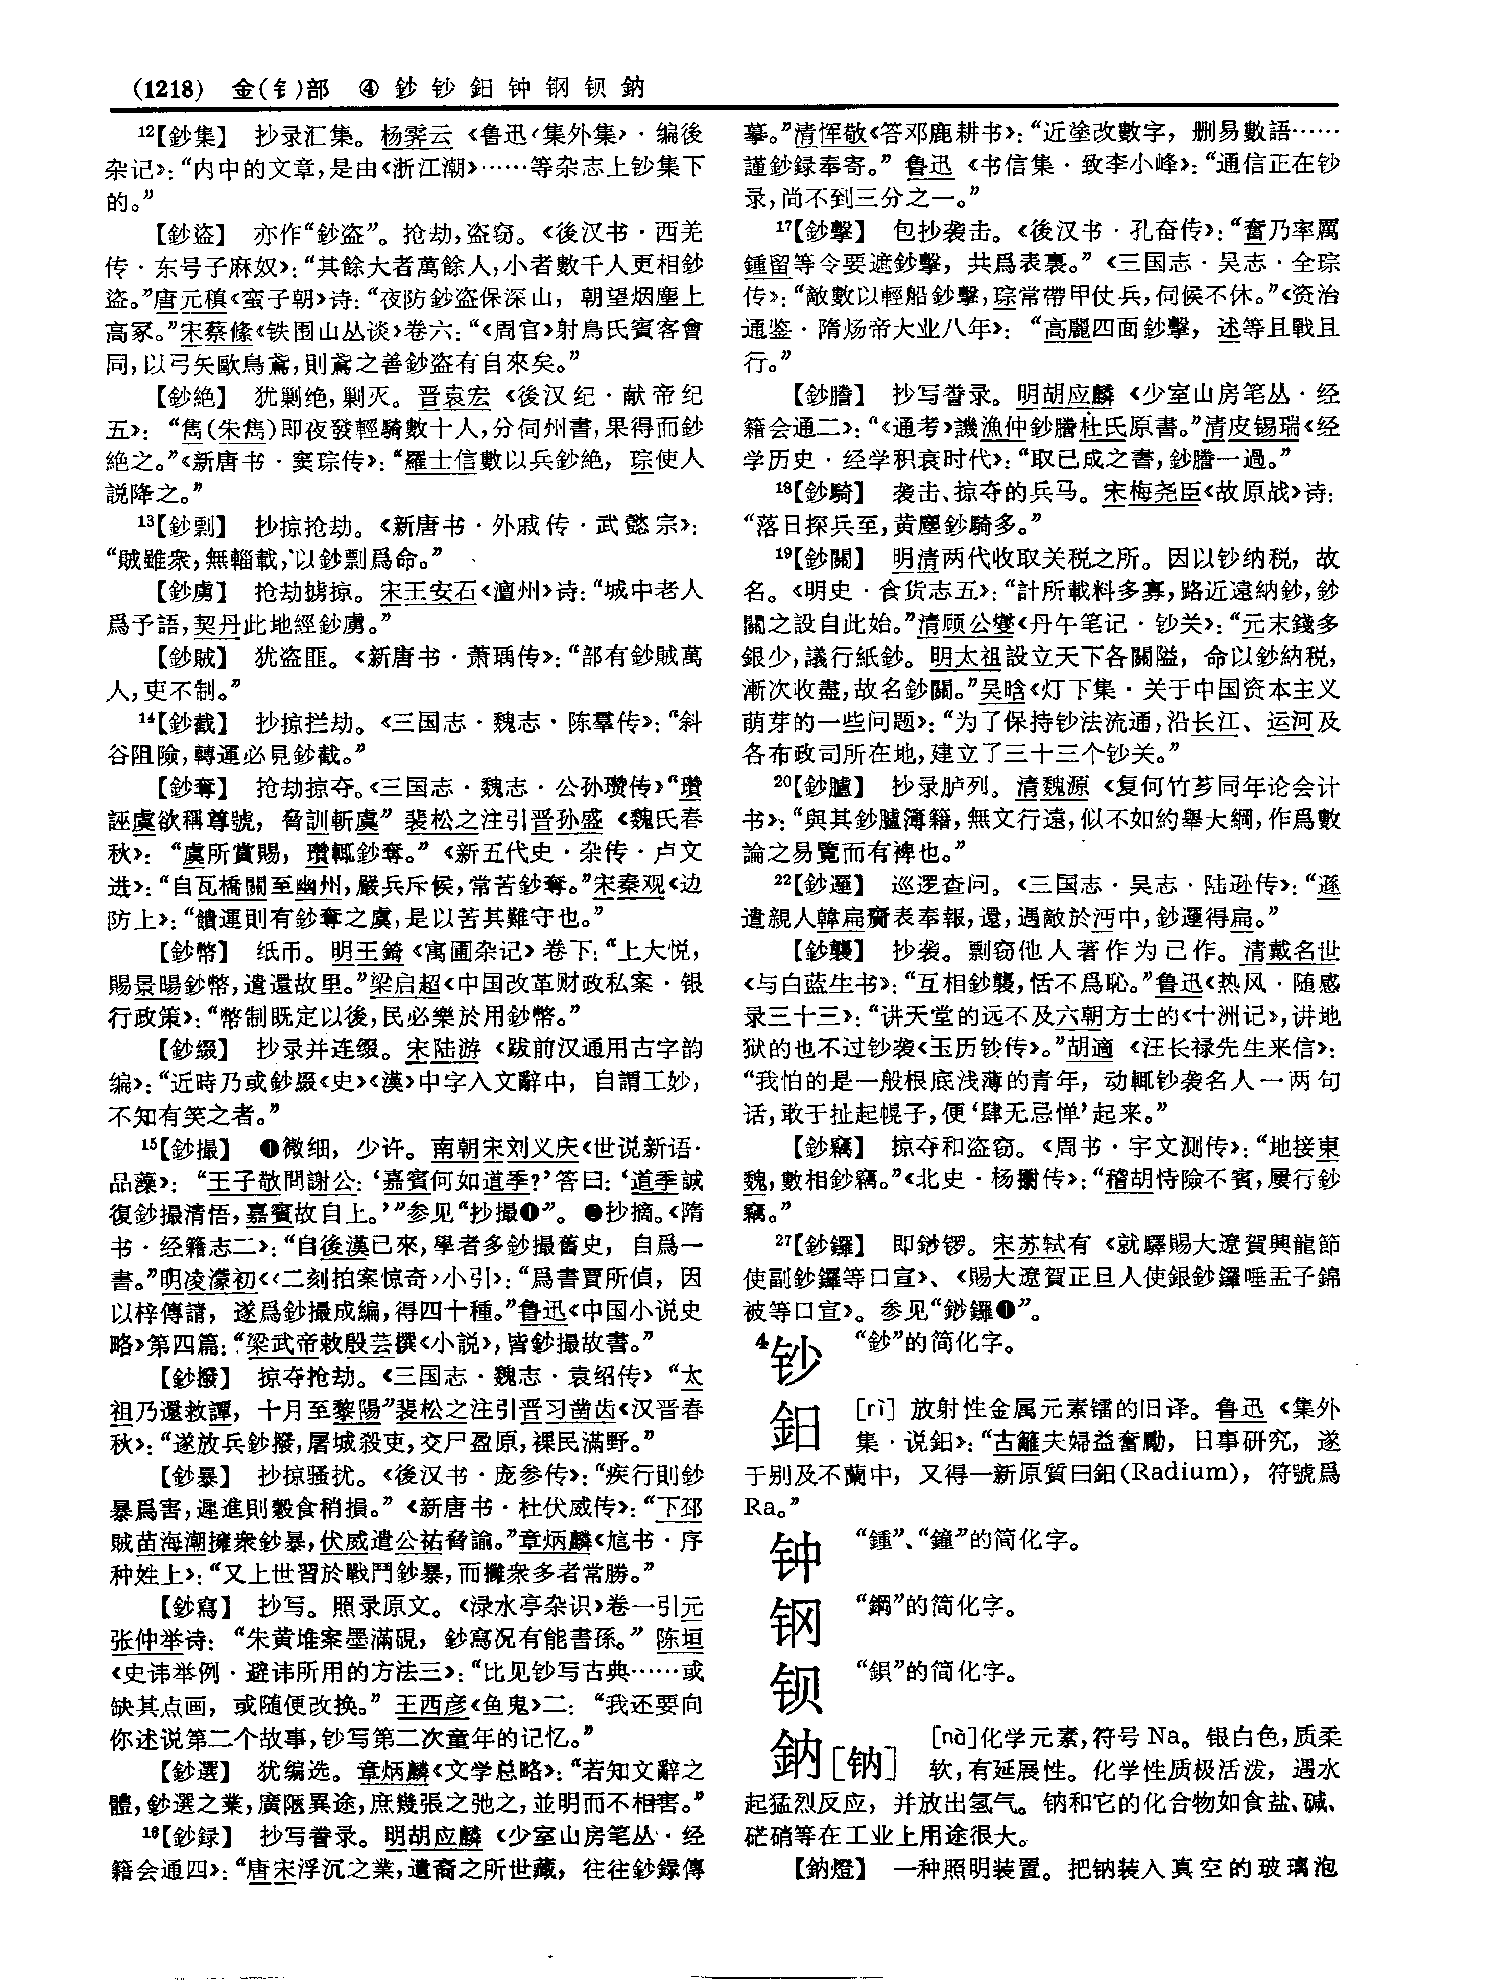 (1218) 金(钅)部 ④ 鈔 钞 鈤 钟 钢 钡 鈉
12【鈔集】 抄录汇集。杨霁云《鲁迅〈集外集〉·编後
杂记》：“内中的文章，是由《浙江潮》……等杂志上钞集下
的。”
【鈔盗】 亦作“鈔盗”。抢劫，盗窃。《後汉书·西羌
传·东号子麻奴》：“其餘大者萬餘人，小者數千人更相鈔
盜。”唐元稹《蛮子朝》诗：“夜防鈔盜保深山，朝望烟塵上
高冢。”宋蔡絛《铁围山丛谈》卷六：“《周官》射鳥氏賓客會
同，以弓矢歐鳥鳶，則鳶之善鈔盜有自來矣。”
【鈔絶】 犹剿绝，剿灭。晋袁宏《後汉纪·献帝纪
五》：“雋(朱雋)即夜發輕騎數十人，分伺州書，果得而鈔
絶之。”《新唐书·窦琮传》：“羅士信數以兵鈔絶，琮使人
説降之。”
13【鈔剽】 抄掠抢劫。《新唐书·外戚传·武懿宗》：
“賊雖衆，無輜載，以鈔剽爲命。”
【鈔虜】 抢劫掳掠。宋王安石《澶州》诗：“城中老人
爲予語，契丹此地經鈔虜。”
【鈔賊】 犹盗匪。《新唐书·萧瑀传》：“部有鈔賊萬
人，吏不制。”
14【鈔截】 抄掠拦劫。《三国志·魏志·陈羣传》：“斜
谷阻險，轉運必見鈔截。”
【鈔奪】 抢劫掠夺。《三国志·魏志·公孙瓒传》“瓚
誣虞欲稱尊號，脅訓斬虞”裴松之注引晋孙盛《魏氏春
秋》：“虞所賞賜，瓚輒鈔奪。”《新五代史·杂传·卢文
进》：“自瓦橋關至幽州，嚴兵斥候，常苦鈔奪。”宋秦观《边
防上》：“饋運則有鈔奪之虞，是以苦其難守也。”
【鈔幣】 纸币。明王錡《寓圃杂记》卷下：“上大悦，
賜景暘鈔幣，遣還故里。”梁启超《中国改革财政私案·银
行政策》：“幣制既定以後，民必樂於用鈔幣。”
【鈔綴】 抄录并连缀。宋陆游《跋前汉通用古字韵
编》：“近時乃或鈔綴《史》《漢》中字入文辭中，自謂工妙，
不知有笑之者。”
15【鈔撮】 ❶微细，少许。南朝宋刘义庆《世说新语·
品藻》：“王子敬問謝公：‘嘉賓何如道季？’答曰：‘道季誠
復鈔撮清悟，嘉賓故自上。’”参见“抄撮❶”。❷抄摘。《隋
书·经籍志二》：“自後漢已來，學者多鈔撮舊史，自爲一
書。”明凌濛初《〈二刻拍案惊奇〉小引》：“爲書賈所偵，因
以梓傳請，遂爲鈔撮成編，得四十種。”鲁迅《中国小说史
略》第四篇：“梁武帝敕殷芸撰《小説》，皆鈔撮故書。”
【鈔撥】 掠夺抢劫。《三国志·魏志·袁绍传》“太
祖乃還救譚，十月至黎陽”裴松之注引晋习凿齿《汉晋春
秋》：“遂放兵鈔撥，屠城殺吏，交尸盈原，裸民滿野。”
【鈔暴】 抄掠骚扰。《後汉书·庞参传》：“疾行則鈔
暴爲害，遲進則穀食稍損。”《新唐书·杜伏威传》：“下邳
賊苗海潮擁衆鈔暴，伏威遣公祐脅諭。”章炳麟《訄书·序
种姓上》：“又上世習於戰鬥鈔暴，而擁衆多者常勝。”
【鈔寫】 抄写。照录原文。《渌水亭杂识》卷一引元
张仲举诗：“朱黄堆案墨滿硯，鈔寫况有能書孫。”陈垣
《史讳举例·避讳所用的方法三》：“比见钞写古典……或
缺其点画，或随便改换。”王西彦《鱼鬼》二：“我还要向
你述说第二个故事，钞写第二次童年的记忆。”
【鈔選】 犹编选。章炳麟《文学总略》：“若知文辭之
體，鈔選之業，廣陿異途，庶幾張之弛之，並明而不相害。”
16【鈔録】 抄写誊录。明胡应麟《少室山房笔丛·经
籍会通四》：“唐宋浮沉之業，遺裔之所世藏，往往鈔録傳
摹。”清恽敬《答邓鹿耕书》：“近塗改數字，删易數語……
謹鈔録奉寄。”鲁迅《书信集·致李小峰》：“通信正在钞
录，尚不到三分之一。”
17【鈔擊】 包抄袭击。《後汉书·孔奋传》：“奮乃率厲
鍾留等令要遮鈔擊，共爲表裏。”《三国志·吴志·全琮
传》：“敵數以輕船鈔擊，琮常帶甲仗兵，伺候不休。”《资治
通鉴·隋炀帝大业八年》：“高麗四面鈔擊，述等且戰且
行。”
【鈔謄】 抄写誊录。明胡应麟《少室山房笔丛·经
籍会通二》：“《通考》譏漁仲鈔謄杜氏原書。”清皮锡瑞《经
学历史·经学积衰时代》：“取已成之書，鈔謄一過。”
18【鈔騎】 袭击、掠夺的兵马。宋梅尧臣《故原战》诗：
“落日探兵至，黄塵鈔騎多。”
19【鈔關】 明清两代收取关税之所。因以钞纳税，故
名。《明史·食货志五》：“計所載料多寡，路近遠納鈔，鈔
關之設自此始。”清顾公燮《丹午笔记·钞关》：“元末錢多
銀少，議行紙鈔。明太祖設立天下各關隘，命以鈔納税，
漸次收盡，故名鈔關。”吴晗《灯下集·关于中国资本主义
萌芽的一些问题》：“为了保持钞法流通，沿长江、运河及
各布政司所在地，建立了三十三个钞关。”
20【鈔臚】 抄录胪列。清魏源《复何竹芗同年论会计
书》：“與其鈔臚簿籍，無文行遠，似不如約舉大綱，作爲數
論之易覽而有裨也。”
22【鈔邏】 巡逻查问。《三国志·吴志·陆逊传》：“遜
遣親人韓扁齎表奉報，還，遇敵於沔中，鈔邏得扁。”
【鈔襲】 抄袭。剽窃他人著作为己作。清戴名世
《与白蓝生书》：“互相鈔襲，恬不爲恥。”鲁迅《热风·随感
录三十三》：“讲天堂的远不及六朝方士的《十洲记》，讲地
狱的也不过钞袭《玉历钞传》。”胡適《汪长禄先生来信》：
“我怕的是一般根底浅薄的青年，动輒钞袭名人一两句
话，敢于扯起幌子，便‘肆无忌惮’起来。”
【鈔竊】 掠夺和盗窃。《周书·宇文测传》：“地接東
魏，數相鈔竊。”《北史·杨檦传》：“稽胡恃險不賓，屢行鈔
竊。”
27【鈔鑼】 即鈔锣。宋苏轼有《就驛賜大遼賀興龍節
使副鈔鑼等口宣》、《賜大遼賀正旦人使銀鈔鑼唾盂子錦
被等口宣》。参见“鈔鑼❶”。
4钞 “鈔”的简化字。
鈤 [rì] 放射性金属元素镭的旧译。鲁迅《集外
集·说鈤》：“古籬夫婦益奮勵，日事研究，遂
于别及不蘭中，又得一新原質曰鈤(Radium)，符號爲
Ra。”
钟 “鍾”、“鐘”的简化字。
钢 “鋼”的简化字。
钡 “鋇”的简化字。
鈉[钠] [nà]化学元素，符号 Na。银白色，质柔
软，有延展性。化学性质极活泼，遇水
起猛烈反应，并放出氢气。钠和它的化合物如食盐、碱、
硭硝等在工业上用途很大。
【鈉燈】 一种照明装置。把钠装入真空的玻璃泡